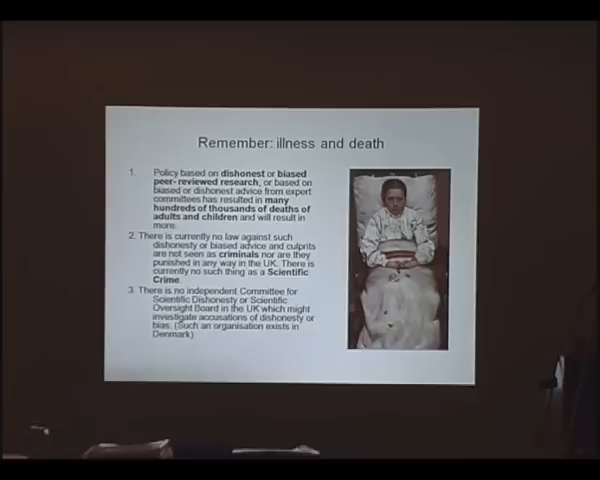 Remember: illness and death
1. Policy based on dishonest or biased
peer-reviewed research, or based on
biased or dishonest advice from expert
committees has resulted in many
hundreds of thousands of deaths of
adults and children and will result in
more.
2. There is currently no law against such
dishonesty or biased advice and culprits
are not seen as criminals nor are they
punished in any way in the UK. There is
currently no such thing as a Scientific
Crime.
3. There is no independent Committee for
Scientific Dishonesty or Scientific
Oversight Board in the UK which might
investigate accusations of dishonesty or
bias. (Such an organisation exists in
Denmark)